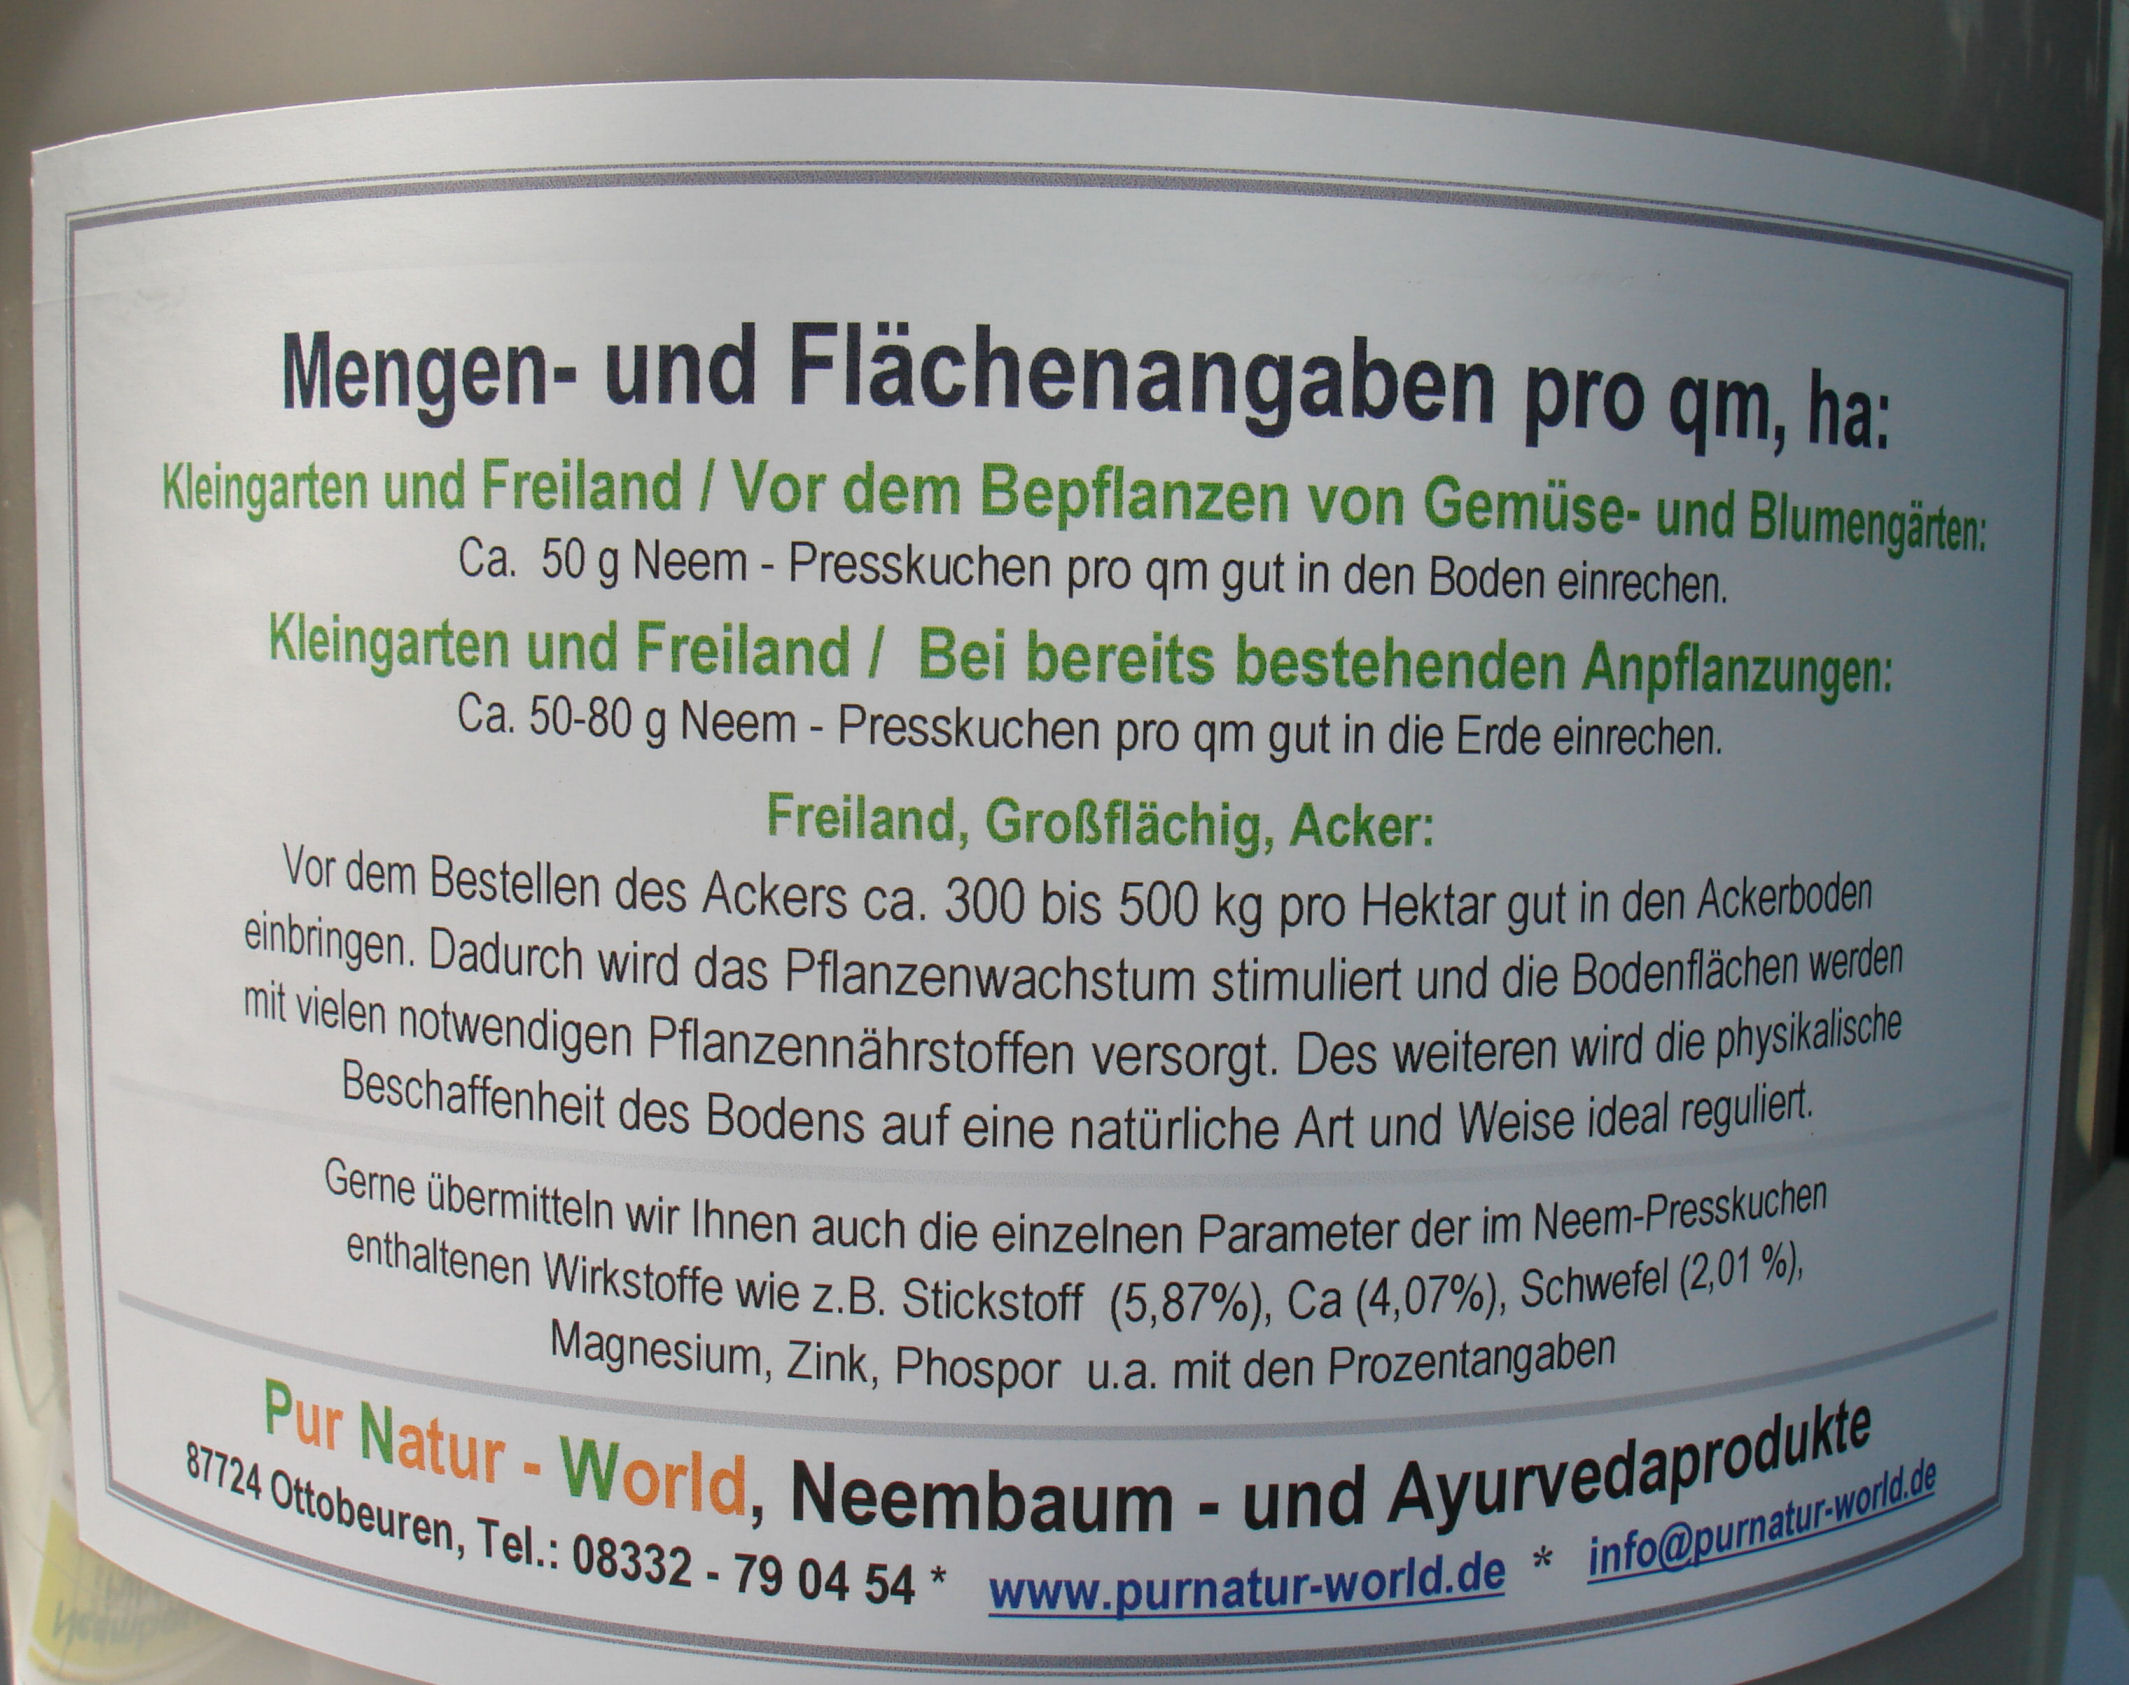 Mengen- und Flächenangaben pro qm, ha:
Kleingarten und Freiland / Vor dem Bepflanzen von Gemüse- und Blumengärten:
Ca. 50 g Neem - Presskuchen pro qm gut in den Boden einrechen.
Kleingarten und Freiland / Bei bereits bestehenden Anpflanzungen:
Ca. 50-80 g Neem - Presskuchen pro qm gut in die Erde einrechen.
Freiland, Großflächig, Acker:
Vor dem Bestellen des Ackers ca. 300 bis 500 kg pro Hektar gut in den Ackerboden
einbringen. Dadurch wird das Pflanzenwachstum stimuliert und die Bodenflächen werden
mit vielen notwendigen Pflanzennährstoffen versorgt. Des weiteren wird die physikalische
Beschaffenheit des Bodens auf eine natürliche Art und Weise ideal reguliert.
Gerne übermitteln wir Ihnen auch die einzelnen Parameter der im Neem-Presskuchen
enthaltenen Wirkstoffe wie z.B. Stickstoff (5,87%), Ca (4,07%), Schwefel (2,01 %),
Magnesium, Zink, Phospor u.a. mit den Prozentangaben
Pur Natur - World, Neembaum - und Ayurvedaprodukte
87724 Ottobeuren, Tel.: 08332 - 79 04 54 * www.purnatur-world.de * info@purnatur-world.de